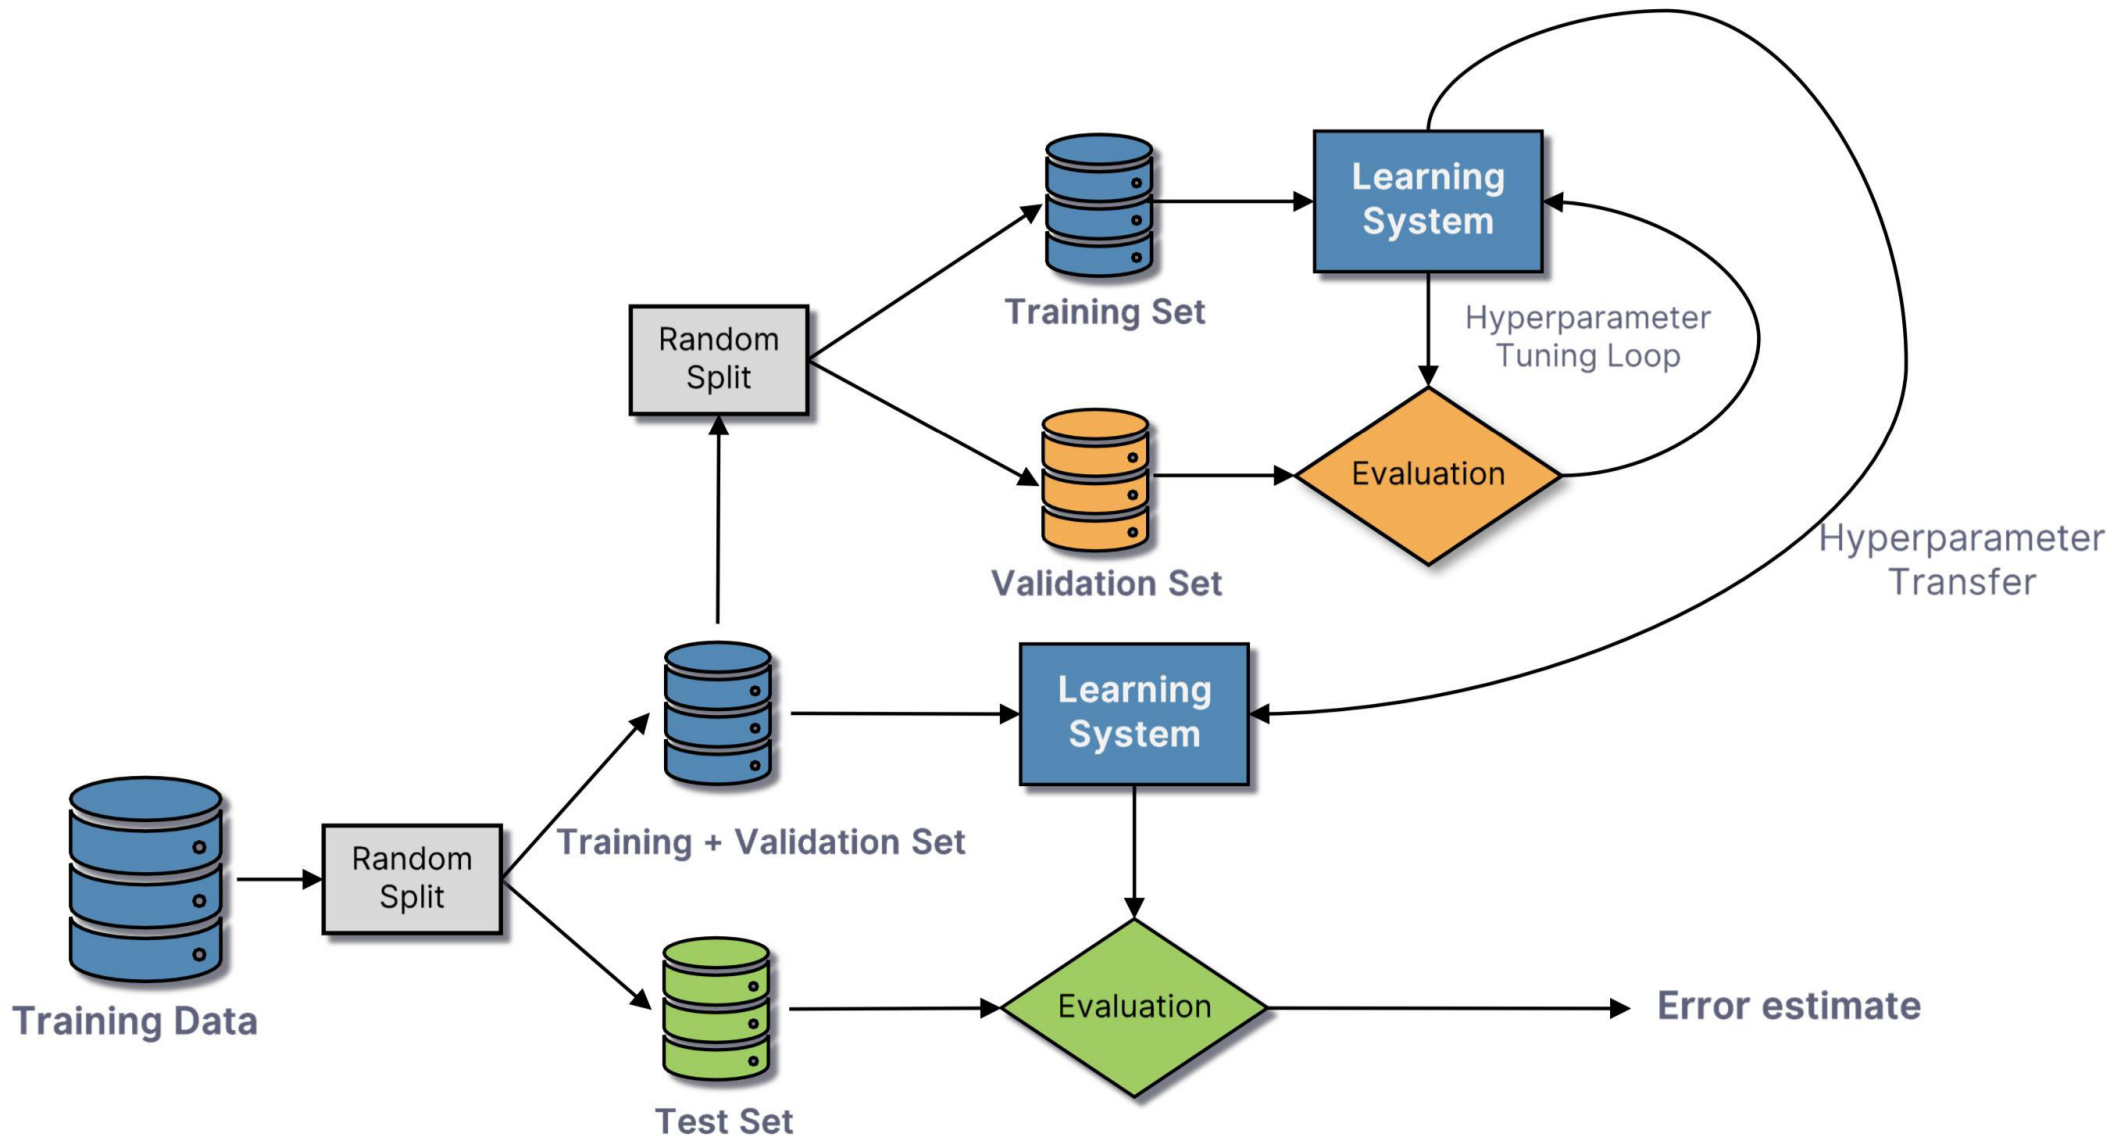 Learning
System
Training Set
Hyperparameter
Tuning Loop
Random
Split
Evaluation
Validation Set
Hyperparameter
Transfer
Learning
System
Training + Validation Set
Random
Split
Training Data
Evaluation
Error estimate
Test Set